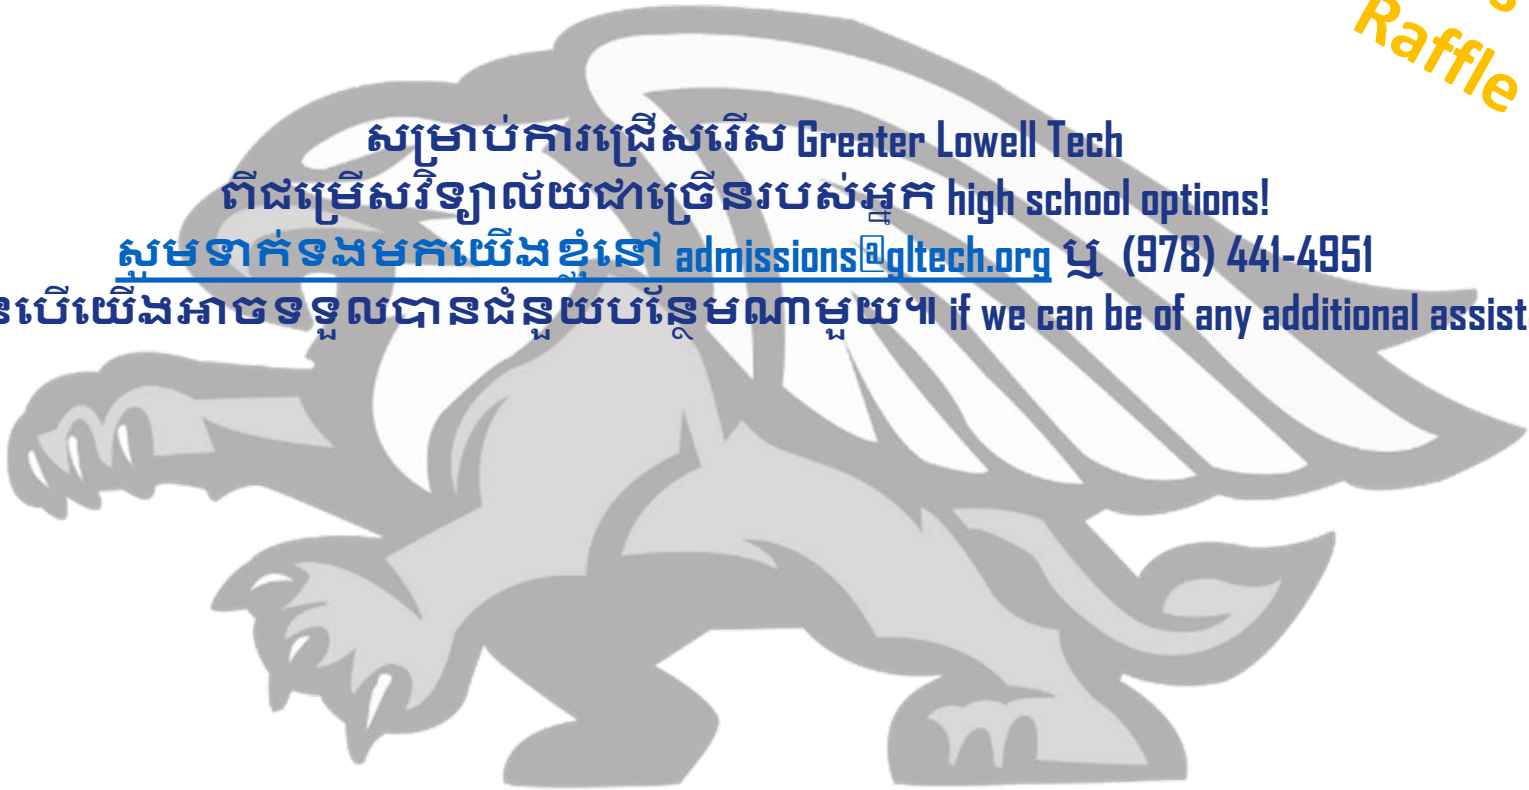 Raffle
សម្រាប់ការជ្រើសរើស Greater Lowell Tech
ពីជម្រើសវិទ្យាល័យជាច្រើនរបស់អ្នក high school options!
សូមទាក់ទងមកយើងខ្ញុំនៅ admissions@gltech.org ឬ (978) 441-4951
បើយើងអាចទទួលបានជំនួយបន្ថែមណាមួយ៕ if we can be of any additional